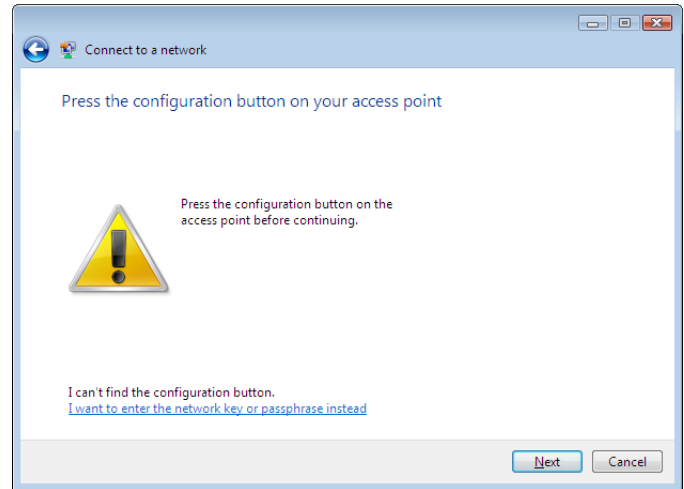 Connect to a network
Press the configuration button on your access point
Press the configuration button on the
access point before continuing.
I can't find the configuration button.
I want to enter the network key or passphrase instead
Next Cancel